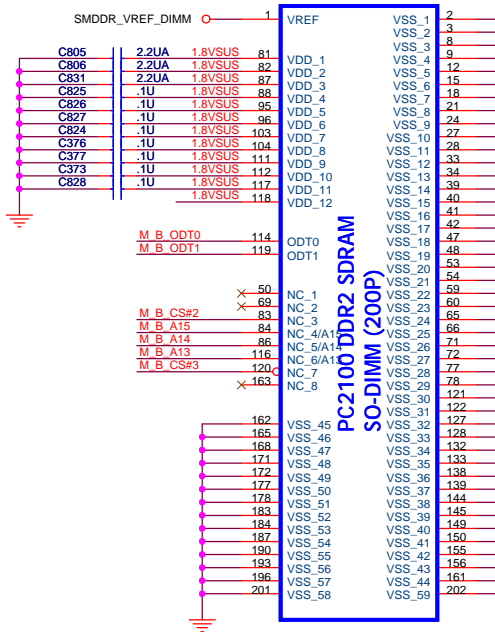 SMDDR_VREF_DIMM 1 VREF
C805 2.2UA 1.8VSUS 81 VDD_1
C806 2.2UA 1.8VSUS 82 VDD_2
C831 2.2UA 1.8VSUS 87 VDD_3
C825 .1U 1.8VSUS 88 VDD_4
C826 .1U 1.8VSUS 95 VDD_5
C827 .1U 1.8VSUS 96 VDD_6
C824 .1U 1.8VSUS 103 VDD_7
C376 .1U 1.8VSUS 104 VDD_8
C377 .1U 1.8VSUS 111 VDD_9
C373 .1U 1.8VSUS 112 VDD_10
C828 .1U 1.8VSUS 117 VDD_11
1.8VSUS 118 VDD_12
M_B_ODT0 114 ODT0
M_B_ODT1 119 ODT1
50 NC_1
69 NC_2
M_B_CS#2 83 NC_3
M_B_A15 84 NC_4/A15
M_B_A14 86 NC_5/A14
M_B_A13 116 NC_6/A13
M_B_CS#3 120 NC_7
163 NC_8
162 VSS_45
165 VSS_46
168 VSS_47
171 VSS_48
172 VSS_49
177 VSS_50
178 VSS_51
183 VSS_52
184 VSS_53
187 VSS_54
190 VSS_55
193 VSS_56
196 VSS_57
201 VSS_58
PC2100 DDR2 SDRAM
SO-DIMM (200P)
VSS_1 2
VSS_2 3
VSS_3 8
VSS_4 9
VSS_5 12
VSS_6 15
VSS_7 18
VSS_8 21
VSS_9 24
VSS_10 27
VSS_11 28
VSS_12 33
VSS_13 34
VSS_14 39
VSS_15 40
VSS_16 41
VSS_17 42
VSS_18 47
VSS_19 48
VSS_20 53
VSS_21 54
VSS_22 59
VSS_23 60
VSS_24 65
VSS_25 66
VSS_26 71
VSS_27 72
VSS_28 77
VSS_29 78
VSS_30 121
VSS_31 122
VSS_32 127
VSS_33 128
VSS_34 132
VSS_35 133
VSS_36 138
VSS_37 139
VSS_38 144
VSS_39 145
VSS_40 149
VSS_41 150
VSS_42 155
VSS_43 156
VSS_44 161
VSS_59 202